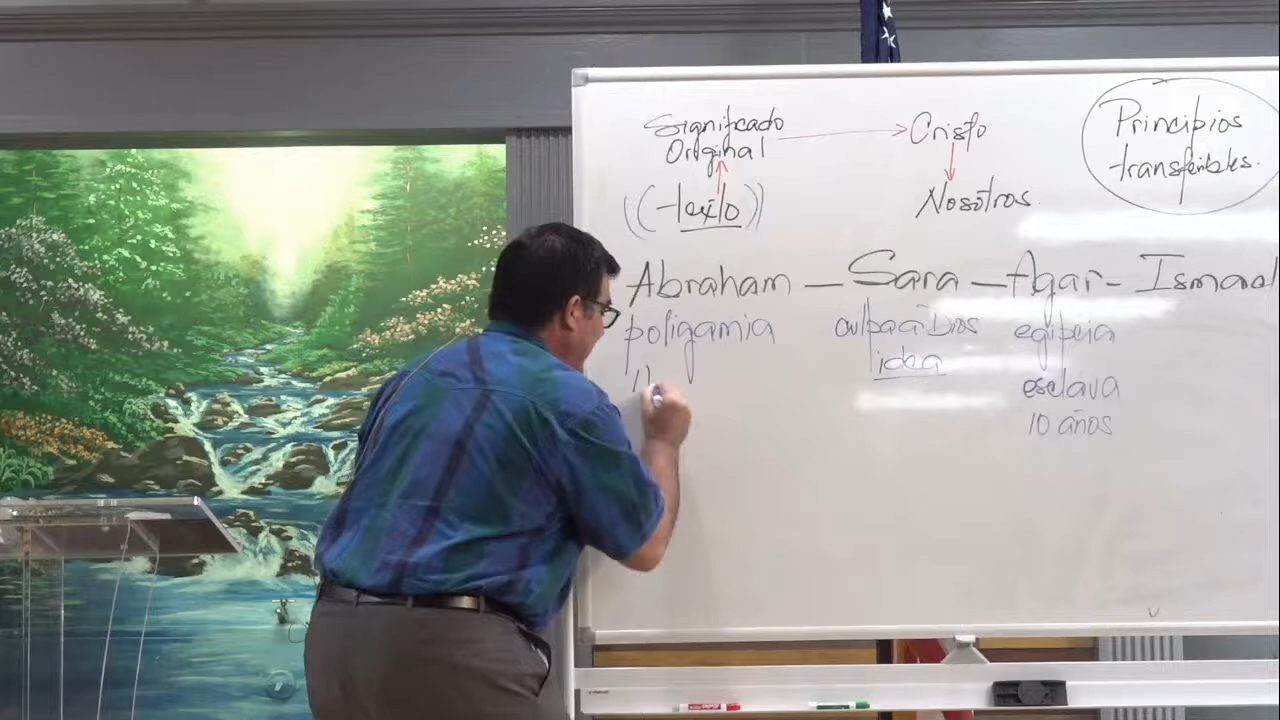 Significado Original → Cristo
((texto)) Nosotros
Principios
transferibles.
Abraham — Sara — Agar - Ismael
poligamia culpa a Dios egipcia
idea
esclava
10 años